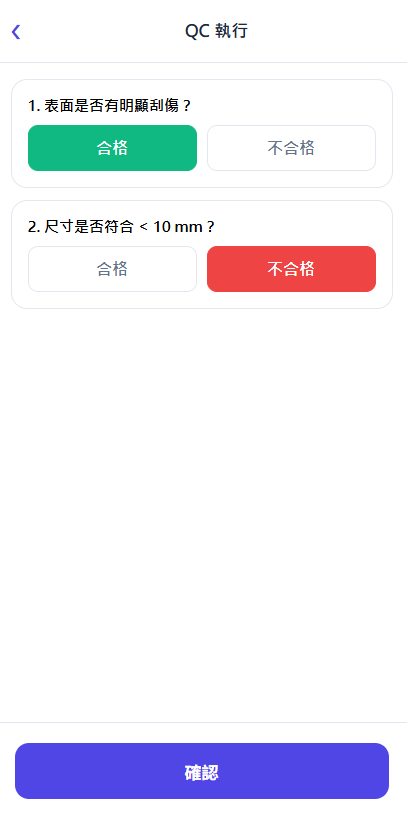 QC 執行
1. 表面是否有明顯刮傷？
合格 不合格
2. 尺寸是否符合 < 10 mm？
合格 不合格
確認